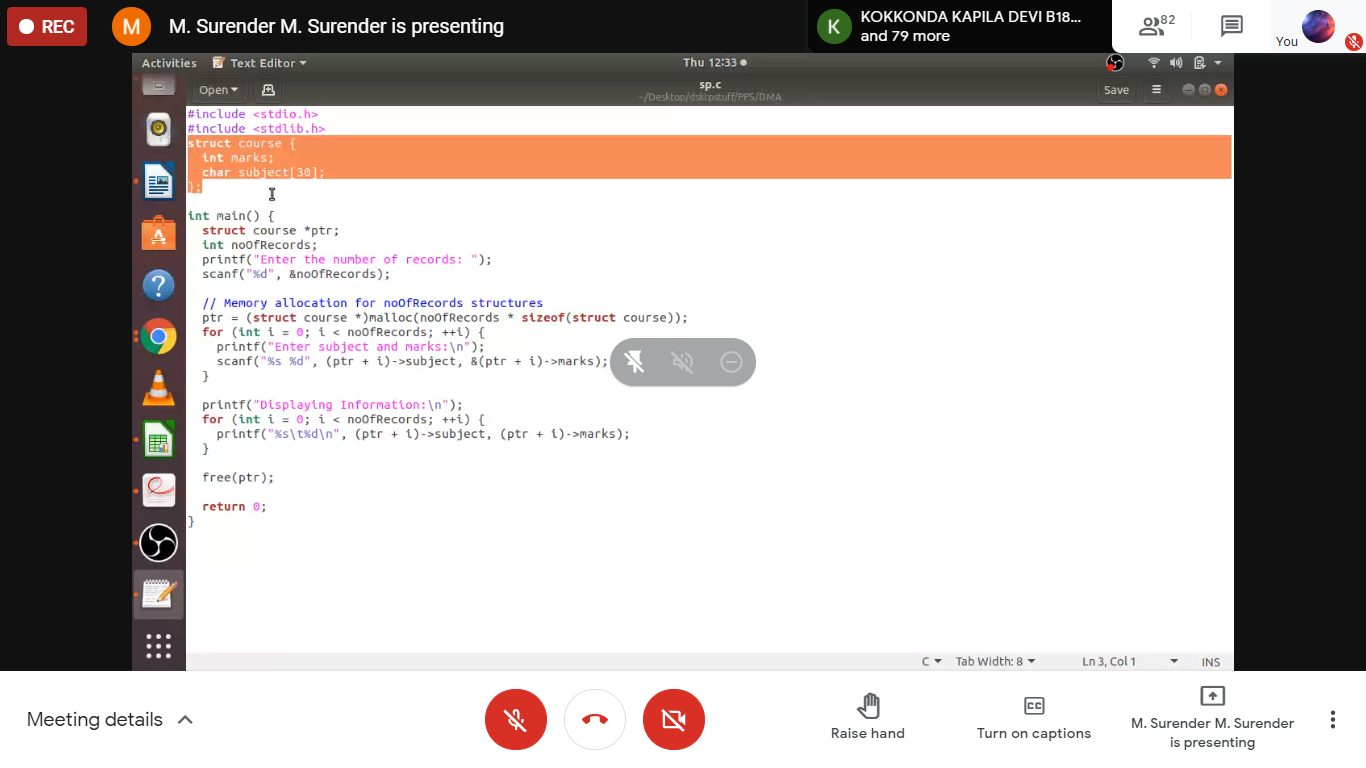 REC
M
M. Surender M. Surender is presenting
K
KOKKONDA KAPILA DEVI B18...
and 79 more
82
You
Activities
Text Editor
Thu 12:33
Open
sp.c
~/Desktop/dsktpstuff/PPS/DMA
Save
#include <stdio.h>
#include <stdlib.h>
struct course {
  int marks;
  char subject[30];
};
int main() {
  struct course *ptr;
  int noOfRecords;
  printf("Enter the number of records: ");
  scanf("%d", &noOfRecords);
  // Memory allocation for noOfRecords structures
  ptr = (struct course *)malloc(noOfRecords * sizeof(struct course));
  for (int i = 0; i < noOfRecords; ++i) {
    printf("Enter subject and marks:\n");
    scanf("%s %d", (ptr + i)->subject, &(ptr + i)->marks);
  }
  printf("Displaying Information:\n");
  for (int i = 0; i < noOfRecords; ++i) {
    printf("%s\t%d\n", (ptr + i)->subject, (ptr + i)->marks);
  }
  free(ptr);
  return 0;
}
C
Tab Width: 8
Ln 3, Col 1
INS
Meeting details
Raise hand
CC
Turn on captions
M. Surender M. Surender
is presenting